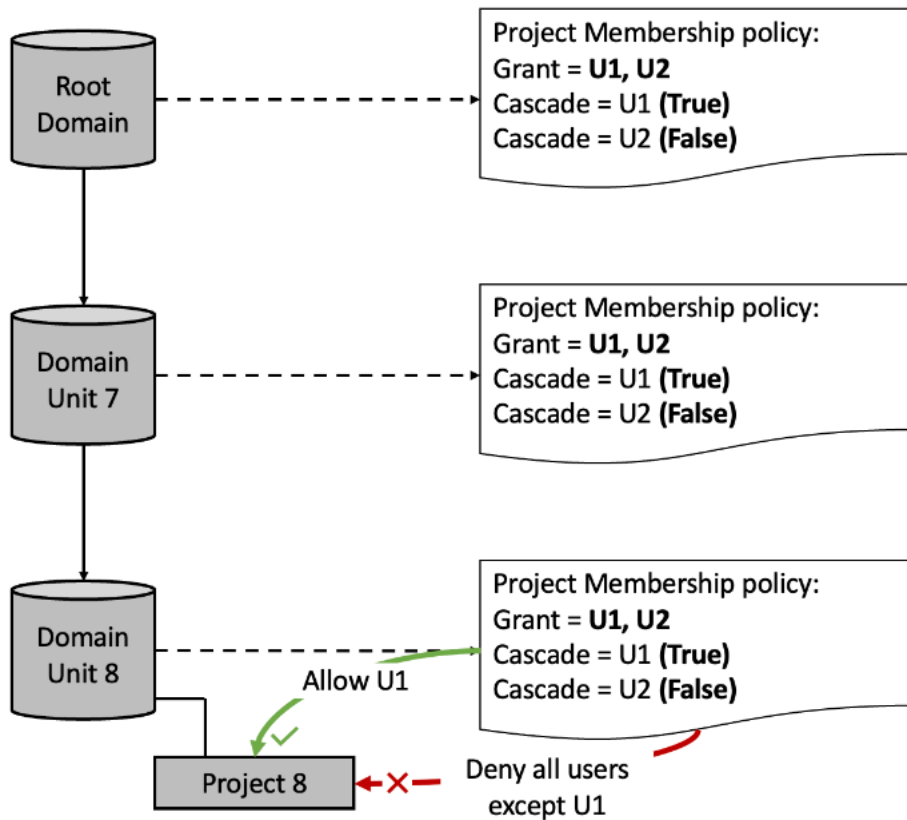 Root
Domain
Project Membership policy:
Grant = U1, U2
Cascade = U1 (True)
Cascade = U2 (False)
Domain
Unit 7
Project Membership policy:
Grant = U1, U2
Cascade = U1 (True)
Cascade = U2 (False)
Domain
Unit 8
Project Membership policy:
Grant = U1, U2
Cascade = U1 (True)
Cascade = U2 (False)
Allow U1
Project 8
Deny all users
except U1